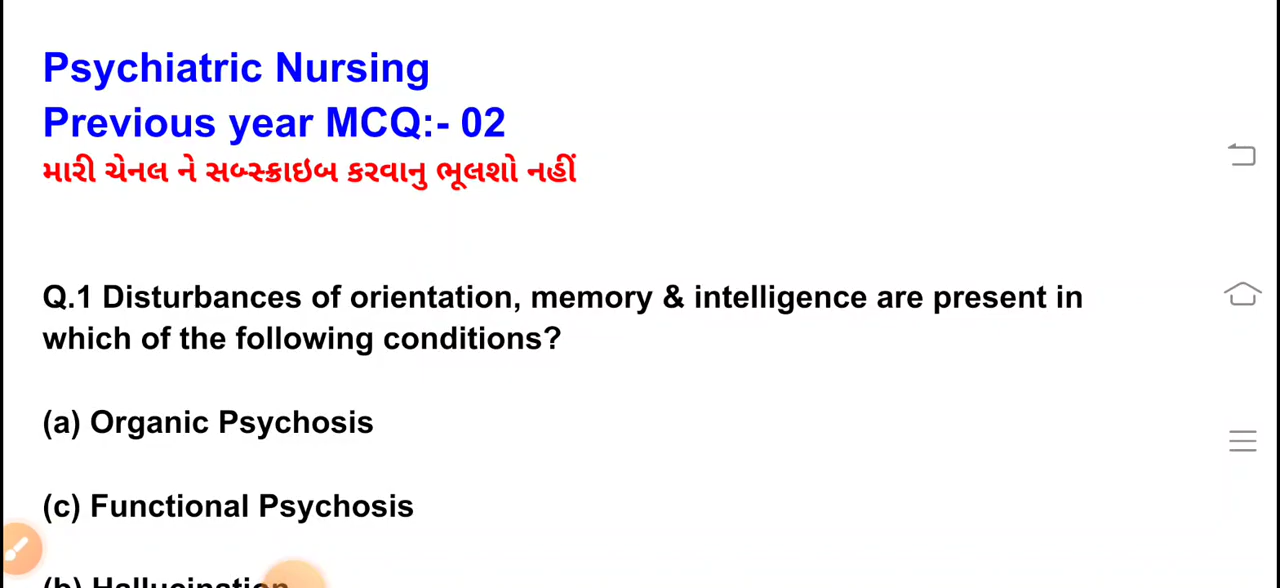 Psychiatric Nursing
Previous year MCQ:- 02
મારી ચેનલ ને સબ્સ્ક્રાઇબ કરવાનુ ભૂલશો નહીં
Q.1 Disturbances of orientation, memory & intelligence are present in
which of the following conditions?
(a) Organic Psychosis
(c) Functional Psychosis
(b) Hallucination